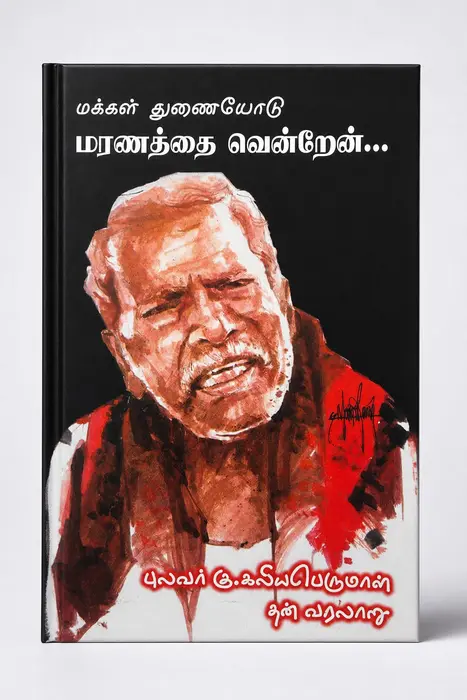 மக்கள் துணையோடு
மரணத்தை வென்றேன்...
புலவர் கு.கலியபெருமாள்
தன் வரலாறு